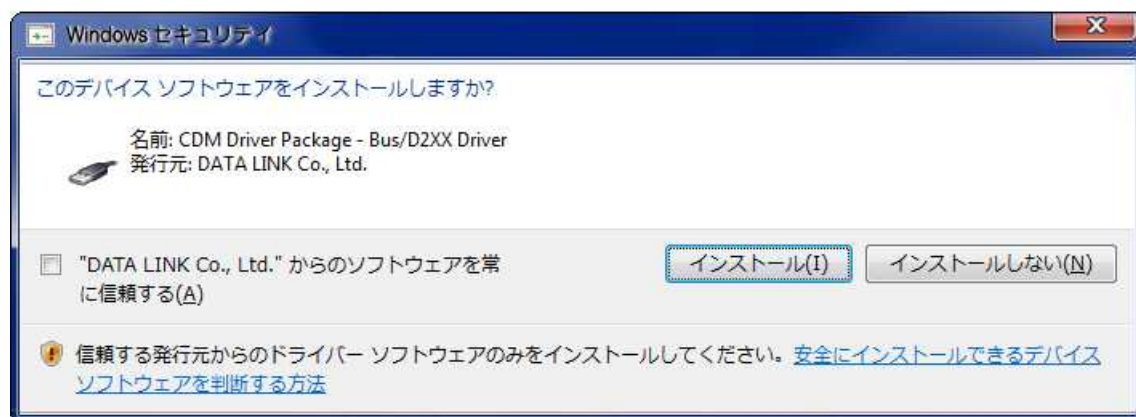 Windows セキュリティ
このデバイス ソフトウェアをインストールしますか?
名前: CDM Driver Package - Bus/D2XX Driver
発行元: DATA LINK Co., Ltd.
"DATA LINK Co., Ltd." からのソフトウェアを常
に信頼する(A)
インストール(I)
インストールしない(N)
信頼する発行元からのドライバー ソフトウェアのみをインストールしてください。安全にインストールできるデバイス
ソフトウェアを判断する方法